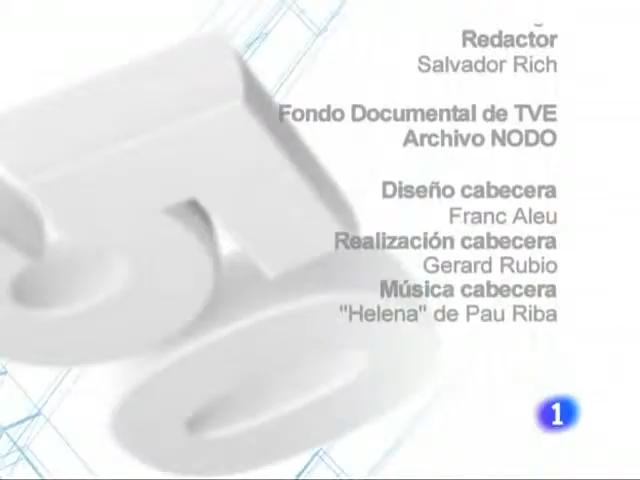 Redactor
Salvador Rich
Fondo Documental de TVE
Archivo NODO
Diseño cabecera
Franc Aleu
Realización cabecera
Gerard Rubio
Música cabecera
"Helena" de Pau Riba
50
1